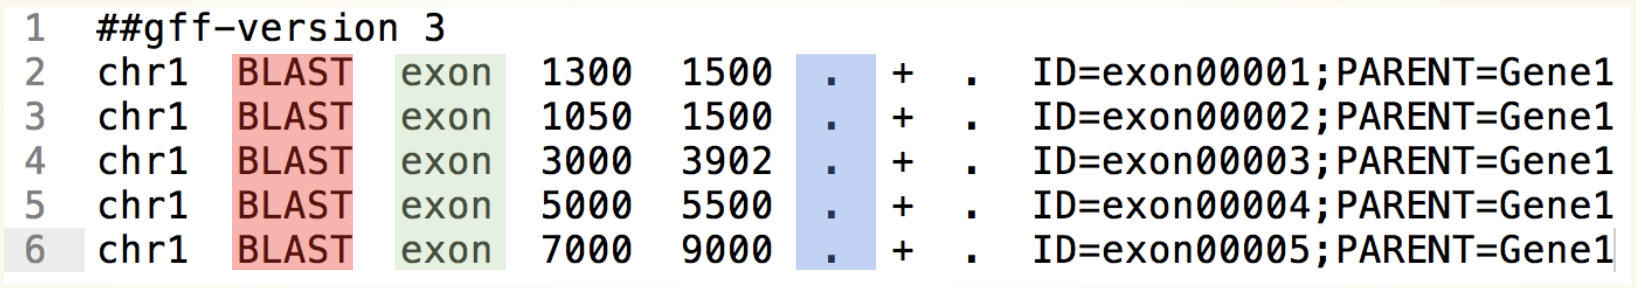 1 ##gff-version 3
2 chr1 BLAST exon 1300 1500 . + . ID=exon00001;PARENT=Gene1
3 chr1 BLAST exon 1050 1500 . + . ID=exon00002;PARENT=Gene1
4 chr1 BLAST exon 3000 3902 . + . ID=exon00003;PARENT=Gene1
5 chr1 BLAST exon 5000 5500 . + . ID=exon00004;PARENT=Gene1
6 chr1 BLAST exon 7000 9000 . + . ID=exon00005;PARENT=Gene1